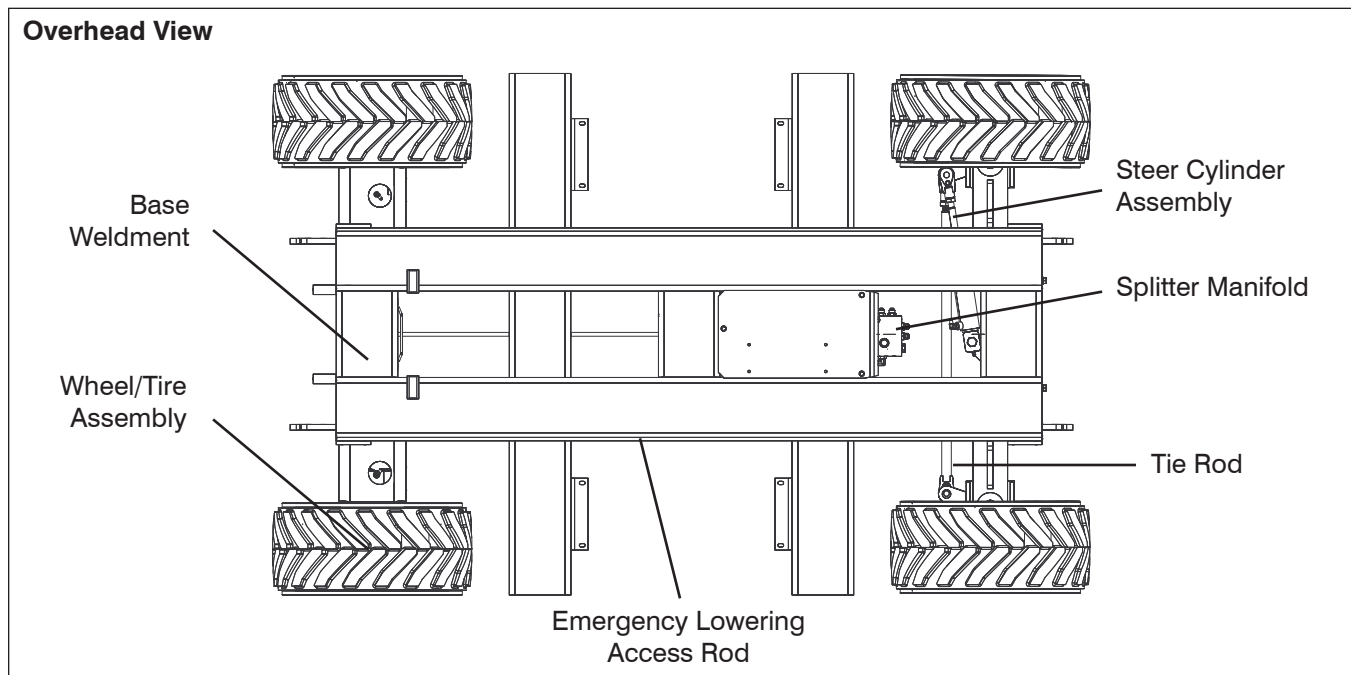 Overhead View
Steer Cylinder
Assembly
Base
Weldment
Splitter Manifold
Wheel/Tire
Assembly
Tie Rod
Emergency Lowering
Access Rod